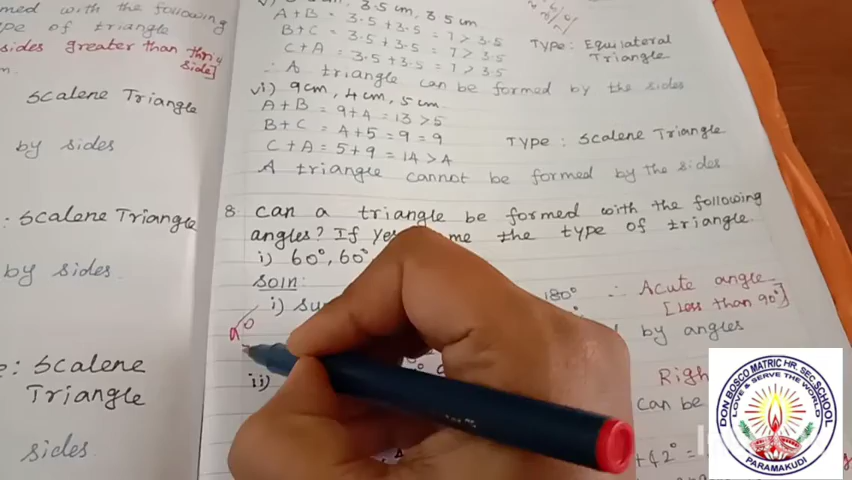 med with the following
pe of triangle
sides greater than
side]
Scalene Triangle
by sides
: Scalene Triangle
by sides
e: Scalene
Triangle
sides
3.5 cm, 3.5 cm
A+B = 3.5+3.5 = 7 > 3.5
B+C = 3.5+3.5 = 7 > 3.5
C+A = 3.5+3.5 = 7 > 3.5
Type: Equilateral
Triangle
∴ A triangle can be formed by the sides
vi) 9cm, 4cm, 5cm
A+B = 9+4 = 13 > 5
B+C = 4+5 = 9 = 9
C+A = 5+9 = 14 > 4
Type: Scalene Triangle
A triangle cannot be formed by the sides
8. can a triangle be formed with the following
angles? If yes me the type of triangle.
i) 60°, 60°
Soln:
i) Su 180°
∴ Acute angle
[Less than 90°]
d by angles
ii)
Righ
can be
+42° =
DON BOSCO MATRIC HR. SEC. SCHOOL
LOVE & SERVE THE WORLD
PARAMAKUDI